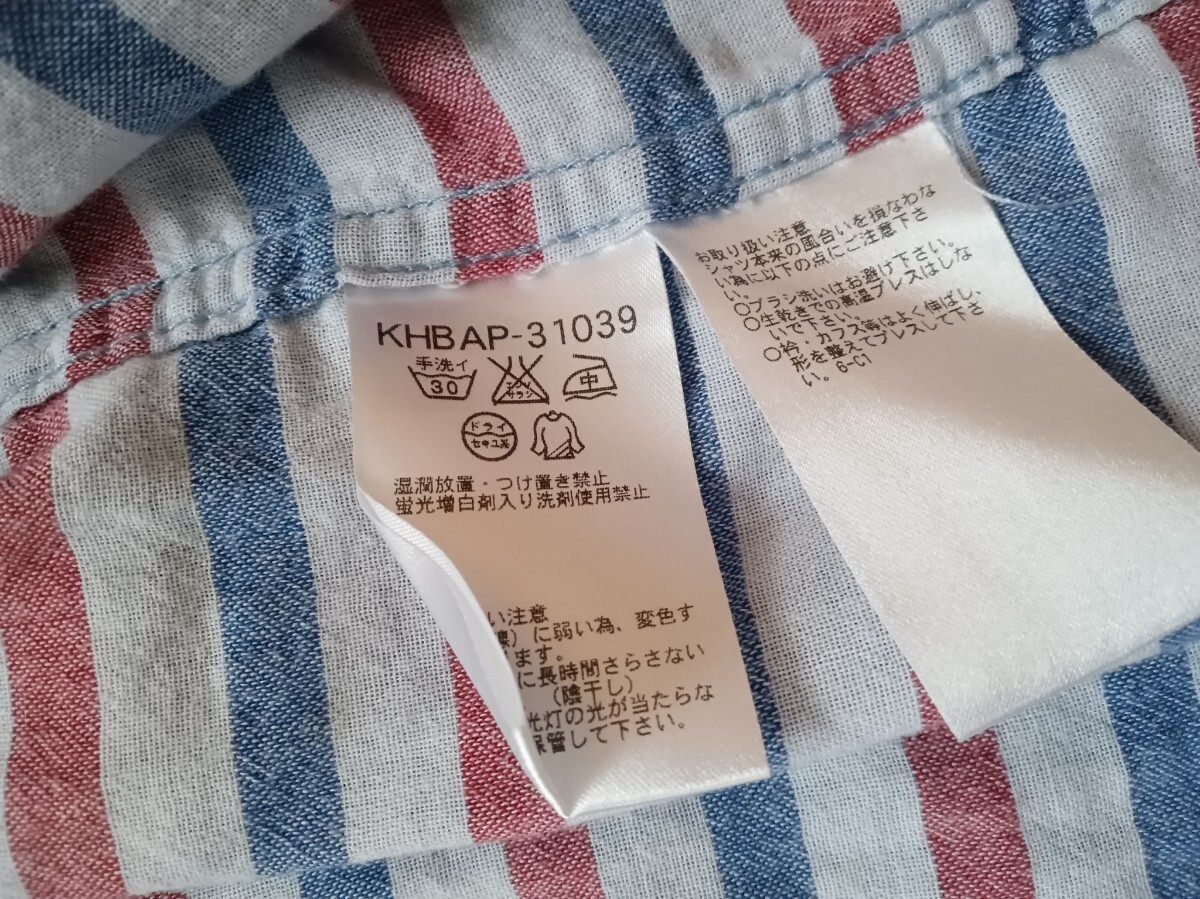 KHBAP-31039
手洗イ
30
エンソ
サラシ
中
ドライ
セキユ系
湿潤放置・つけ置き禁止
蛍光増白剤入り洗剤使用禁止
い注意
線）に弱い為、変色す
ます。
に長時間さらさない
（陰干し）
光灯の光が当たらな
保管して下さい。
お取り扱い注意
シャツ本来の風合いを損なわな
い為に以下の点にご注意下さ
い。
○ブラシ洗いはお避け下さい。
○生乾きでの高温プレスはしな
いで下さい。
○衿・カフス等はよく伸ばし、
形を整えてプレスして下さ
い。6-C1